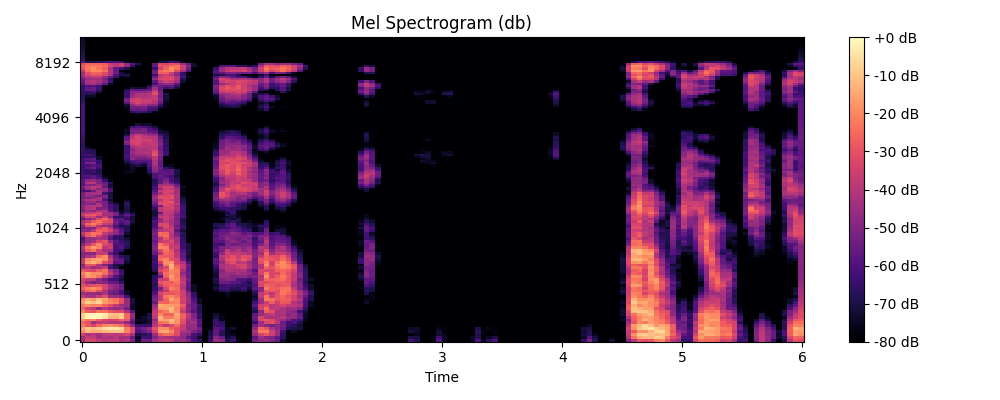 Mel Spectrogram (db)
Hz
8192
4096
2048
1024
512
0
0 1 2 3 4 5 6
Time
+0 dB
-10 dB
-20 dB
-30 dB
-40 dB
-50 dB
-60 dB
-70 dB
-80 dB